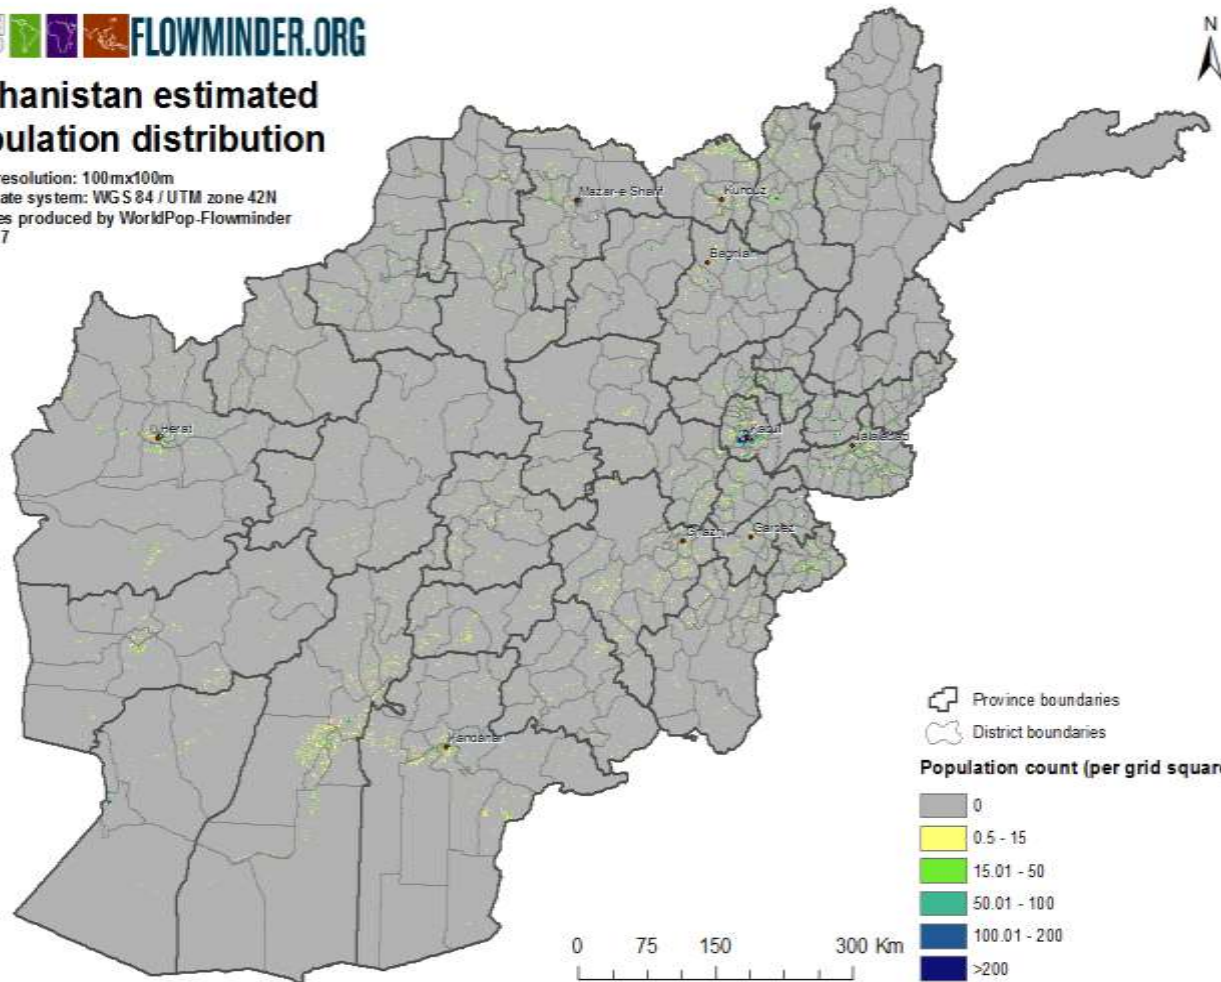 FLOWMINDER.ORG
N
hanistan estimated
pulation distribution
resolution: 100mx100m
ate system: WGS 84 / UTM zone 42N
es produced by WorldPop-Flowminder
7
Mazar-e Sharif
Kunduz
Baghlan
Herat
Kabul
Jalalabad
Ghazni
Gardez
Kandahar
Province boundaries
District boundaries
Population count (per grid square
0
0.5 - 15
15.01 - 50
50.01 - 100
100.01 - 200
>200
0 75 150 300 Km